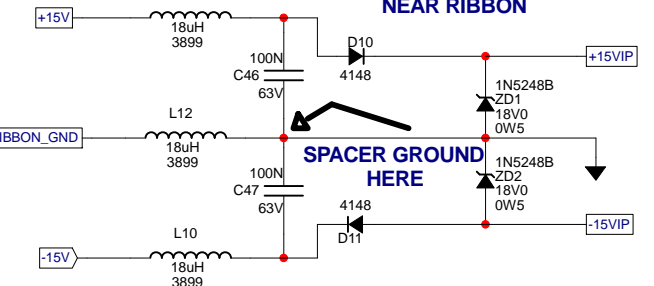 NEAR RIBBON
+15V
18uH
3899
D10
4148
+15VIP
100N
C46
63V
1N5248B
ZD1
18V0
0W5
L12
IBBON_GND
18uH
3899
SPACER GROUND
HERE
100N
C47
63V
1N5248B
ZD2
18V0
0W5
4148
D11
-15VIP
L10
-15V
18uH
3899